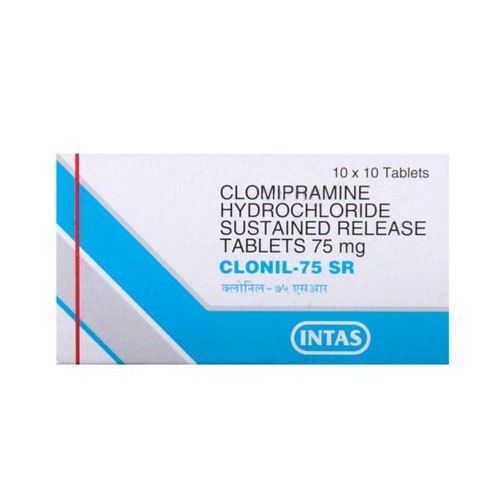 10 x 10 Tablets
CLOMIPRAMINE
HYDROCHLORIDE
SUSTAINED RELEASE
TABLETS 75 mg
CLONIL-75 SR
क्लोनिल - ७५ एसआर
INTAS